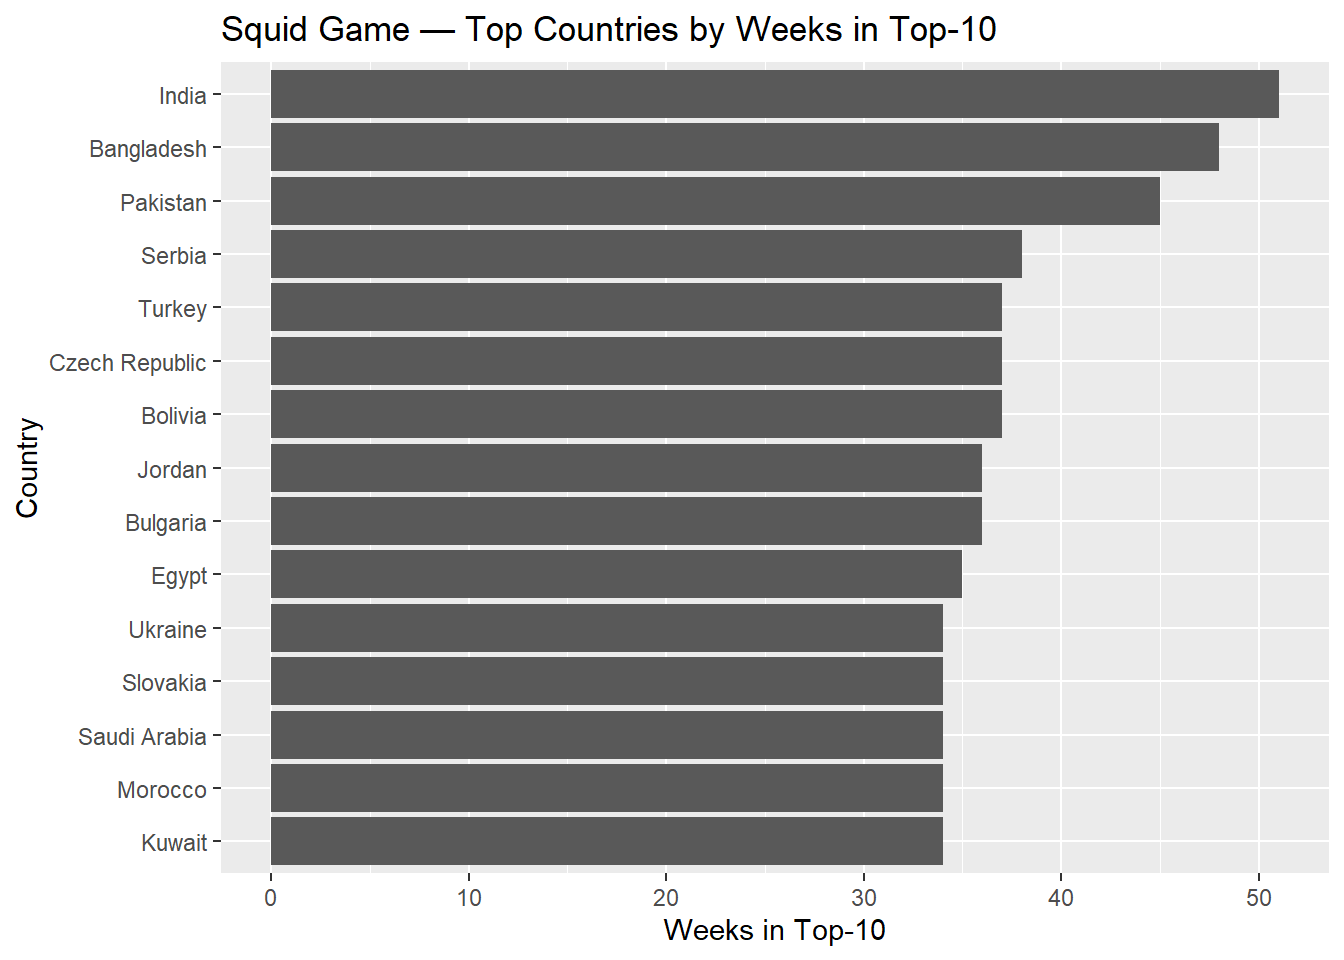 Squid Game — Top Countries by Weeks in Top-10
India
Bangladesh
Pakistan
Serbia
Turkey
Czech Republic
Bolivia
Jordan
Bulgaria
Egypt
Ukraine
Slovakia
Saudi Arabia
Morocco
Kuwait
Country
0 10 20 30 40 50
Weeks in Top-10